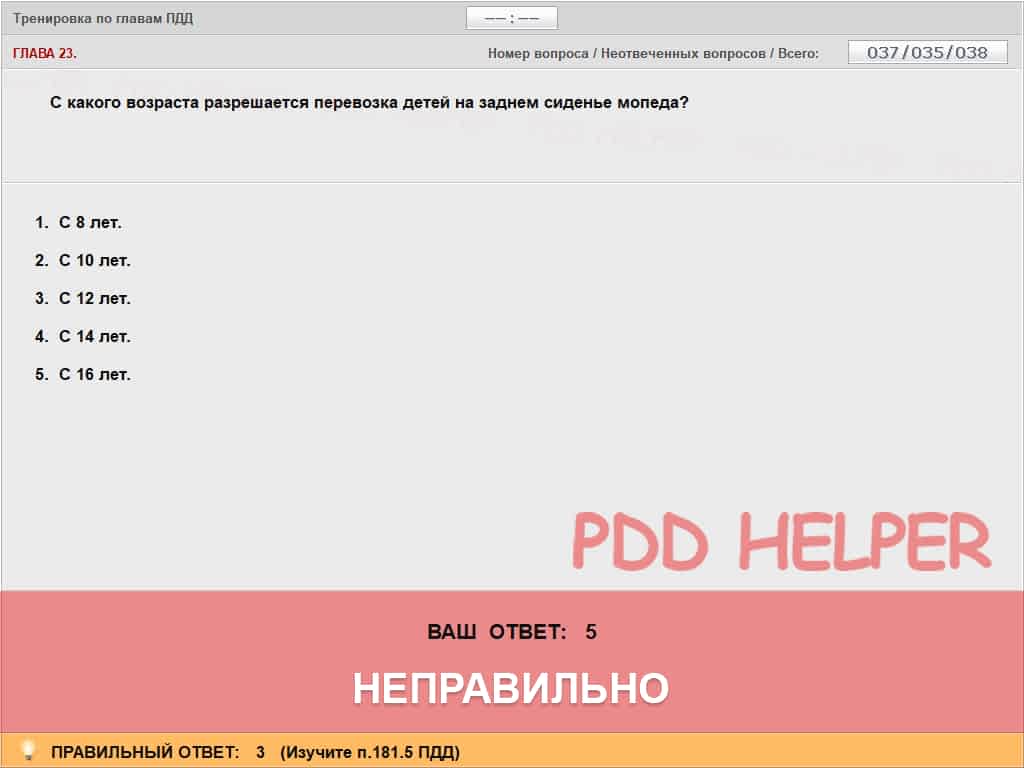 Тренировка по главам ПДД
–– : ––
ГЛАВА 23.
Номер вопроса / Неотвеченных вопросов / Всего:
037/035/038
С какого возраста разрешается перевозка детей на заднем сиденье мопеда?
1. С 8 лет.
2. С 10 лет.
3. С 12 лет.
4. С 14 лет.
5. С 16 лет.
PDD HELPER
ВАШ ОТВЕТ: 5
НЕПРАВИЛЬНО
ПРАВИЛЬНЫЙ ОТВЕТ: 3 (Изучите п.181.5 ПДД)